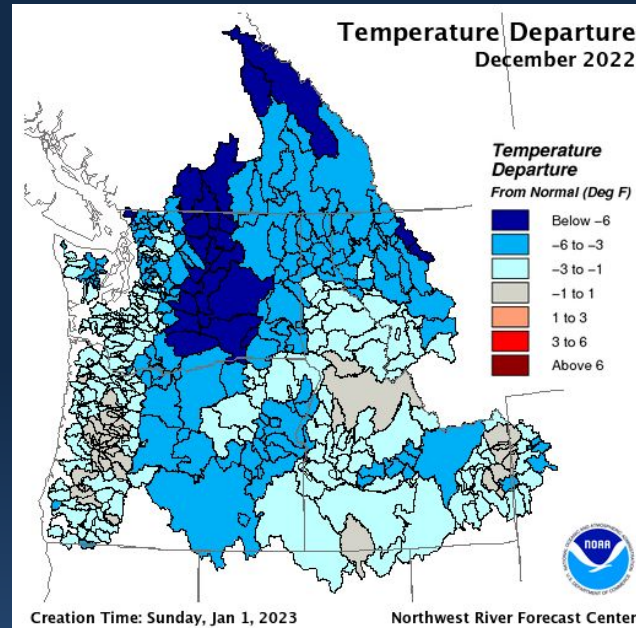 Temperature Departure
December 2022
Temperature
Departure
From Normal (Deg F)
Below −6
−6 to −3
−3 to −1
−1 to 1
1 to 3
3 to 6
Above 6
NOAA
Creation Time: Sunday, Jan 1, 2023
Northwest River Forecast Center